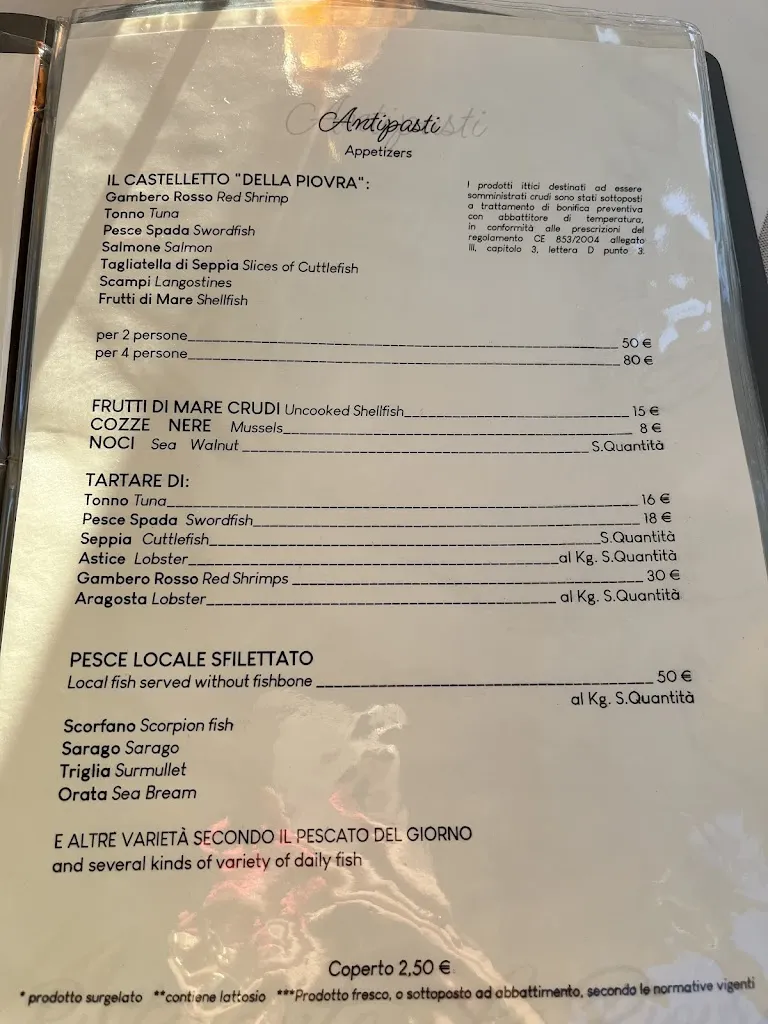 Antipasti
Appetizers
IL CASTELLETTO "DELLA PIOVRA":
Gambero Rosso Red Shrimp
Tonno Tuna
Pesce Spada Swordfish
Salmone Salmon
Tagliatella di Seppia Slices of Cuttlefish
Scampi Langostines
Frutti di Mare Shellfish
I prodotti ittici destinati ad essere
somministrati crudi sono stati sottoposti
a trattamento di bonifica preventiva
con abbattitore di temperatura,
in conformità alle prescrizioni del
regolamento CE 853/2004 allegato
III, capitolo 3, lettera D punto 3.
per 2 persone 50 €
per 4 persone 80 €
FRUTTI DI MARE CRUDI Uncooked Shellfish 15 €
COZZE NERE Mussels 8 €
NOCI Sea Walnut S.Quantità
TARTARE DI:
Tonno Tuna 16 €
Pesce Spada Swordfish 18 €
Seppia Cuttlefish S.Quantità
Astice Lobster al Kg. S.Quantità
Gambero Rosso Red Shrimps 30 €
Aragosta Lobster al Kg. S.Quantità
PESCE LOCALE SFILETTATO
Local fish served without fishbone 50 €
al Kg. S.Quantità
Scorfano Scorpion fish
Sarago Sarago
Triglia Surmullet
Orata Sea Bream
E ALTRE VARIETÀ SECONDO IL PESCATO DEL GIORNO
and several kinds of variety of daily fish
Coperto 2,50 €
* prodotto surgelato **contiene lattosio ***Prodotto fresco, o sottoposto ad abbattimento, secondo le normative vigenti